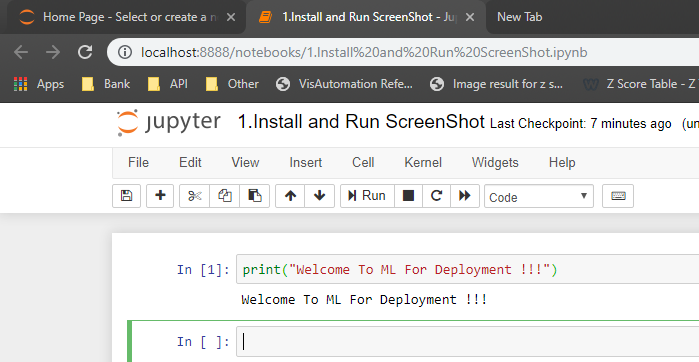 Home Page - Select or create a n
1.Install and Run ScreenShot - Ju
New Tab
localhost:8888/notebooks/1.Install%20and%20Run%20ScreenShot.ipynb
Apps Bank API Other VisAutomation Refe... Image result for z s... Z Score Table - Z
jupyter 1.Install and Run ScreenShot Last Checkpoint: 7 minutes ago (un
File Edit View Insert Cell Kernel Widgets Help
Run Code
In [1]: print("Welcome To ML For Deployment !!!")
Welcome To ML For Deployment !!!
In [ ]: